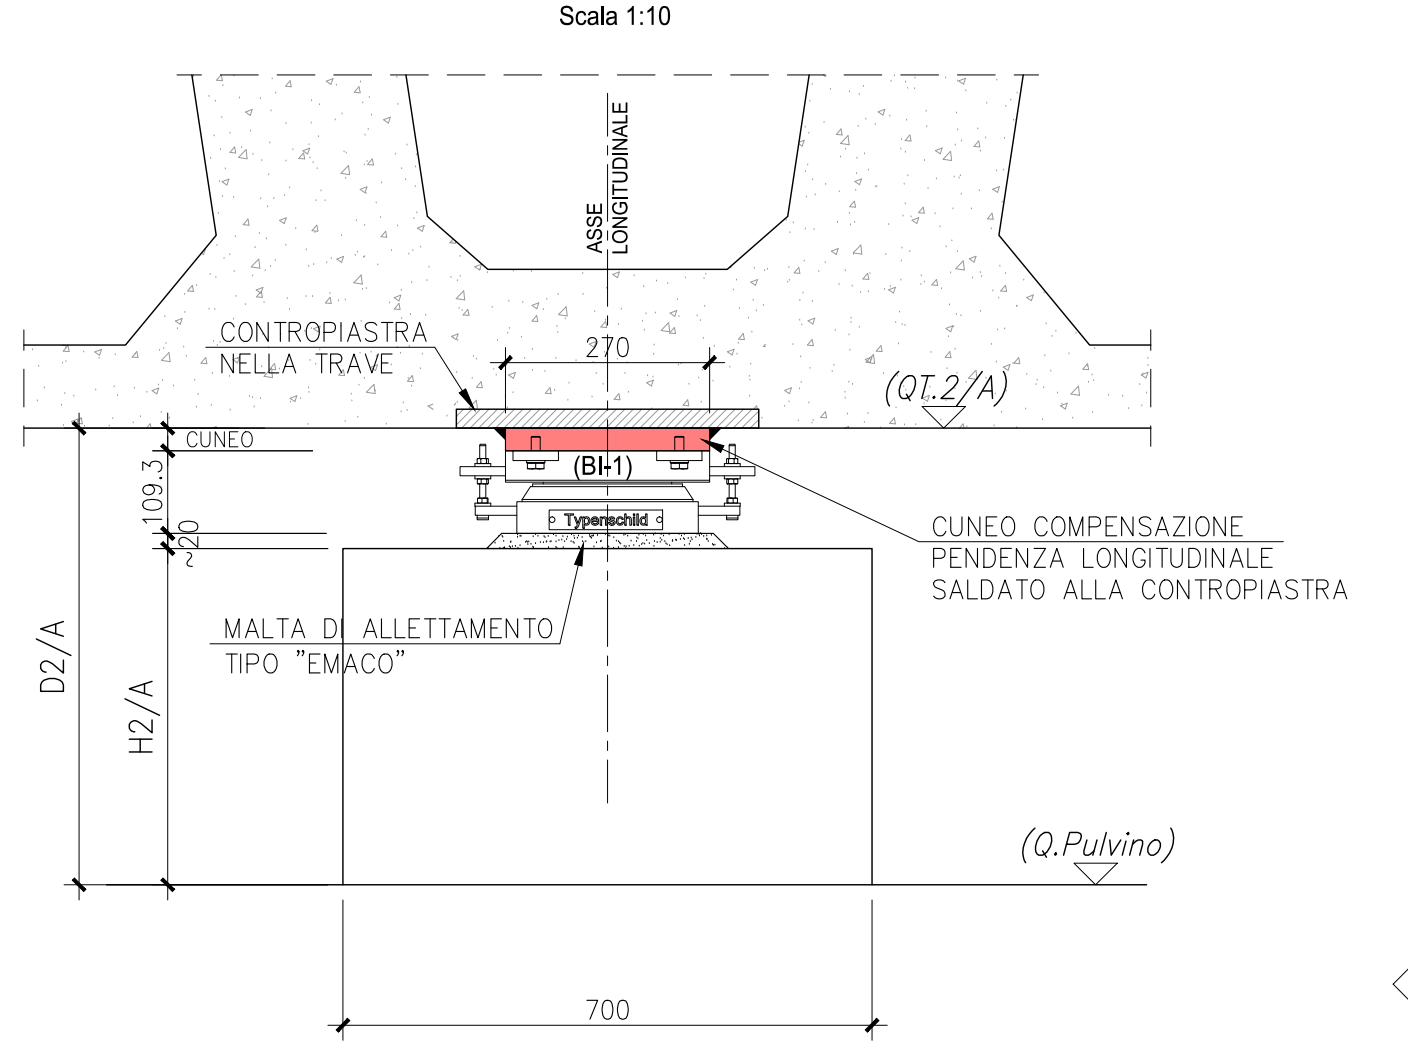 Scala 1:10
ASSE
LONGITUDINALE
CONTROPIASTRA
NELLA TRAVE
270
(QT.2/A)
CUNEO
(BI-1)
109.3
Typenschild
~20
CUNEO COMPENSAZIONE
PENDENZA LONGITUDINALE
SALDATO ALLA CONTROPIASTRA
MALTA DI ALLETTAMENTO
TIPO "EMACO"
D2/A
H2/A
(Q.Pulvino)
700